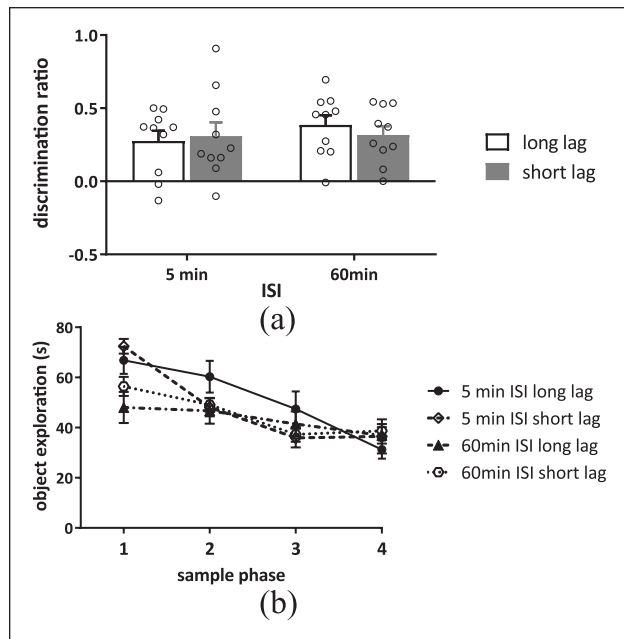 1.0
0.5
0.0
-0.5
discrimination ratio
5 min
60min
ISI
long lag
short lag
(a)
80
60
40
20
0
object exploration (s)
1
2
3
4
sample phase
5 min ISI long lag
5 min ISI short lag
60min ISI long lag
60min ISI short lag
(b)